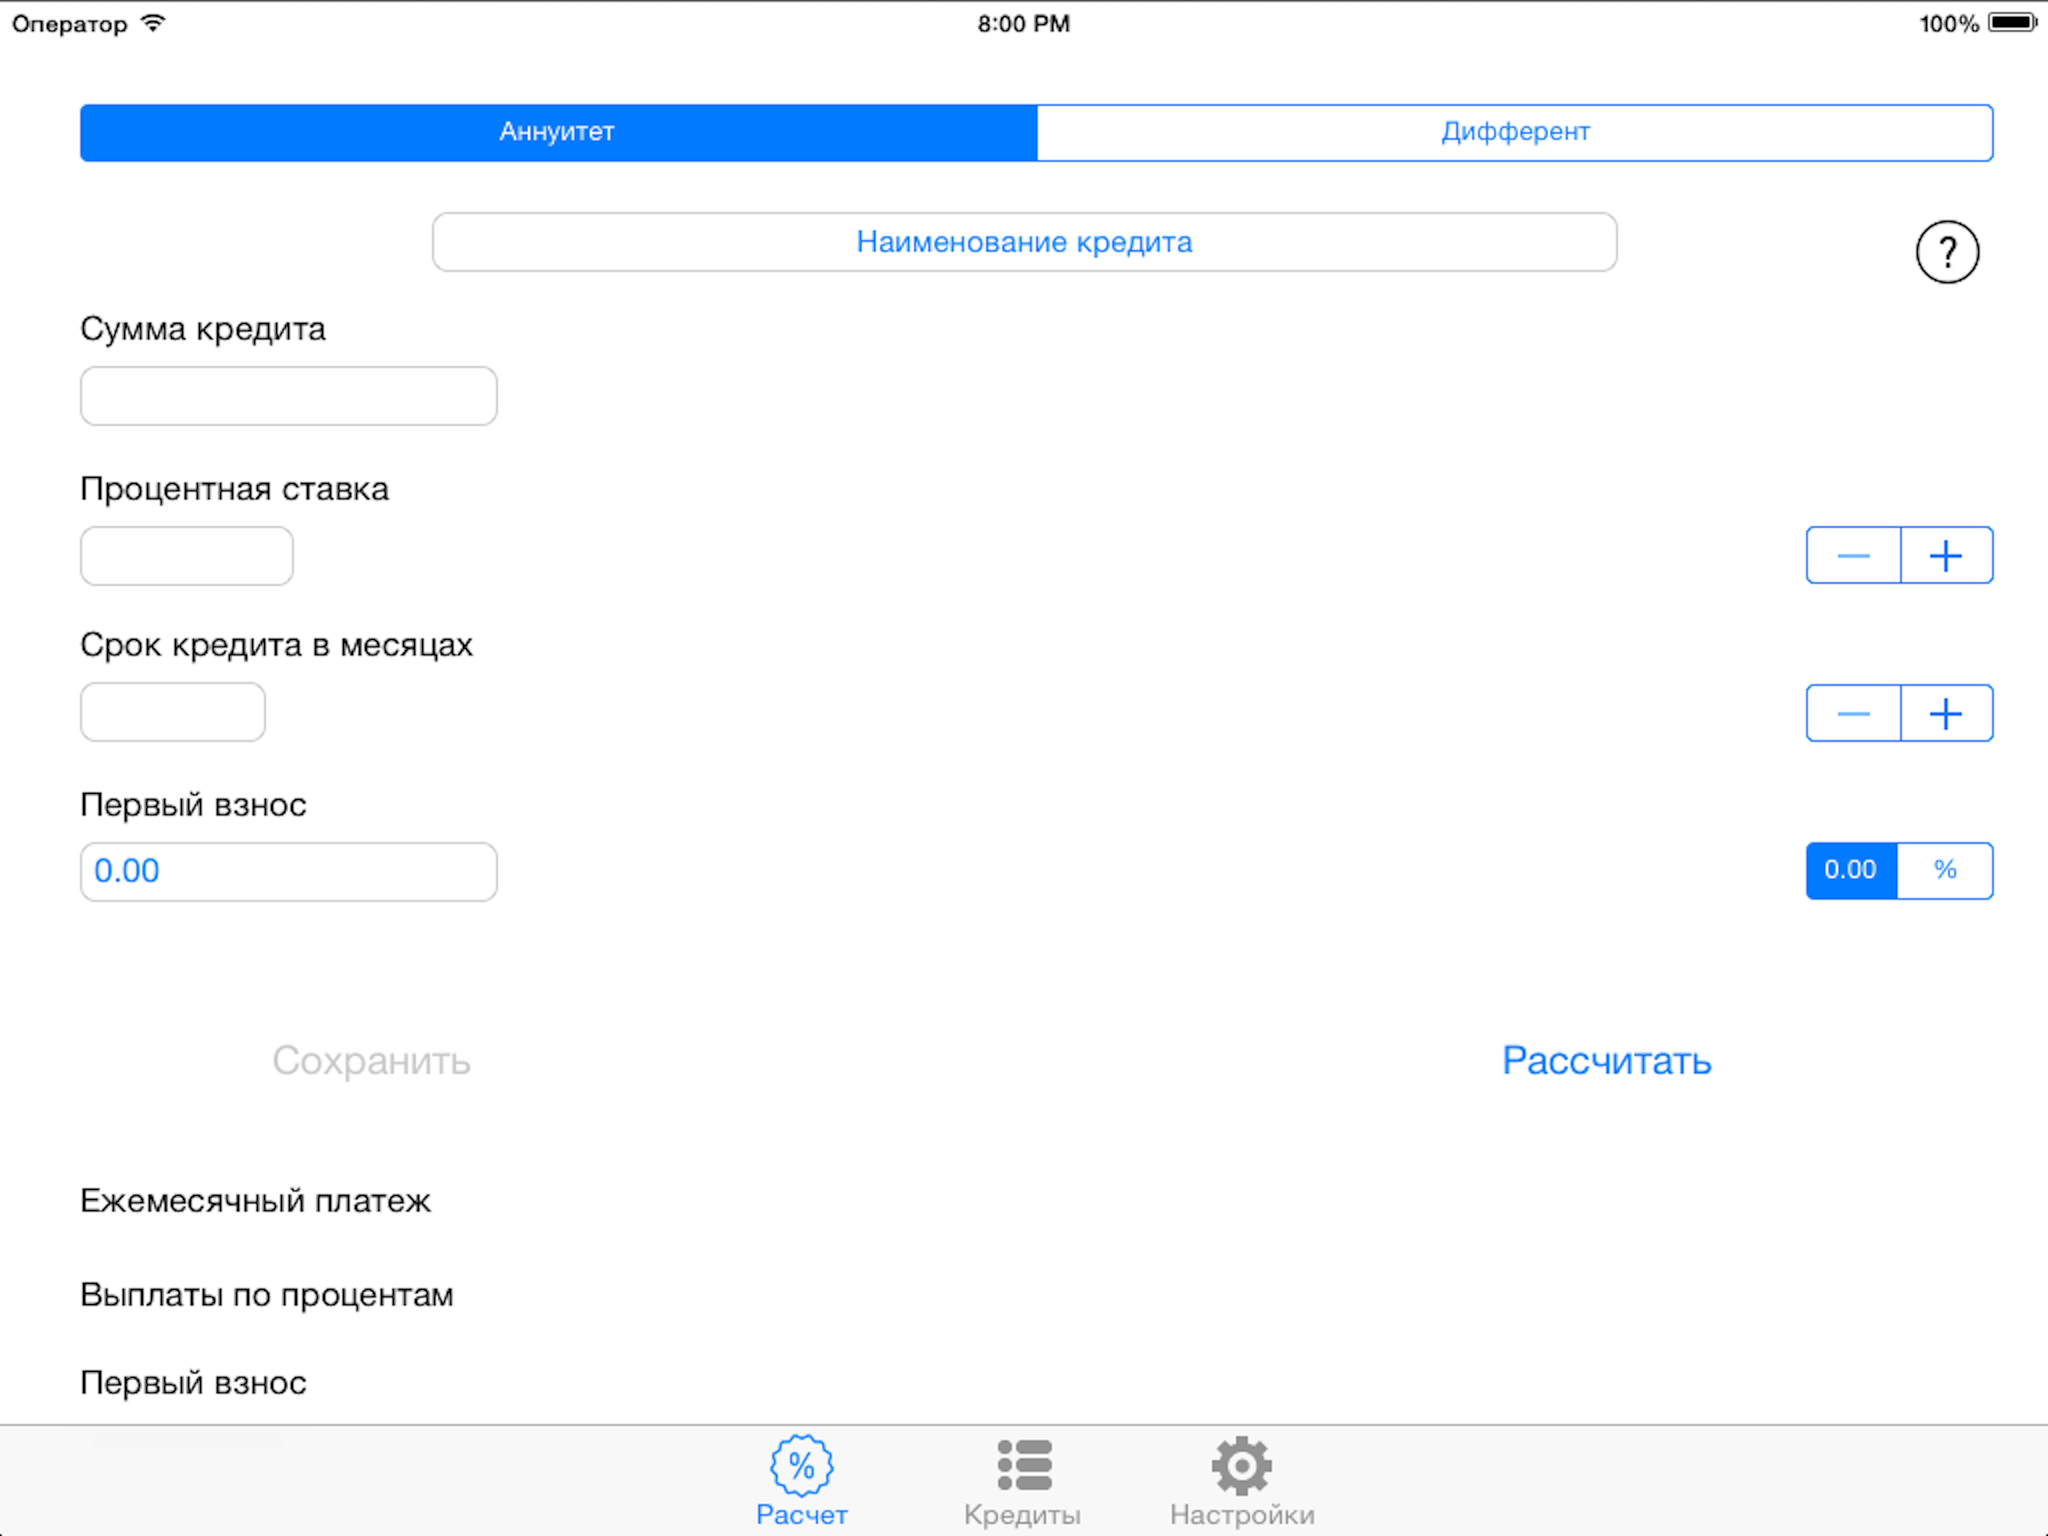 Оператор 8:00 PM 100%
Аннуитет Дифферент
Наименование кредита ?
Сумма кредита
Процентная ставка
— +
Срок кредита в месяцах
— +
Первый взнос
0.00 0.00 %
Сохранить Рассчитать
Ежемесячный платеж
Выплаты по процентам
Первый взнос
%
Расчет Кредиты Настройки